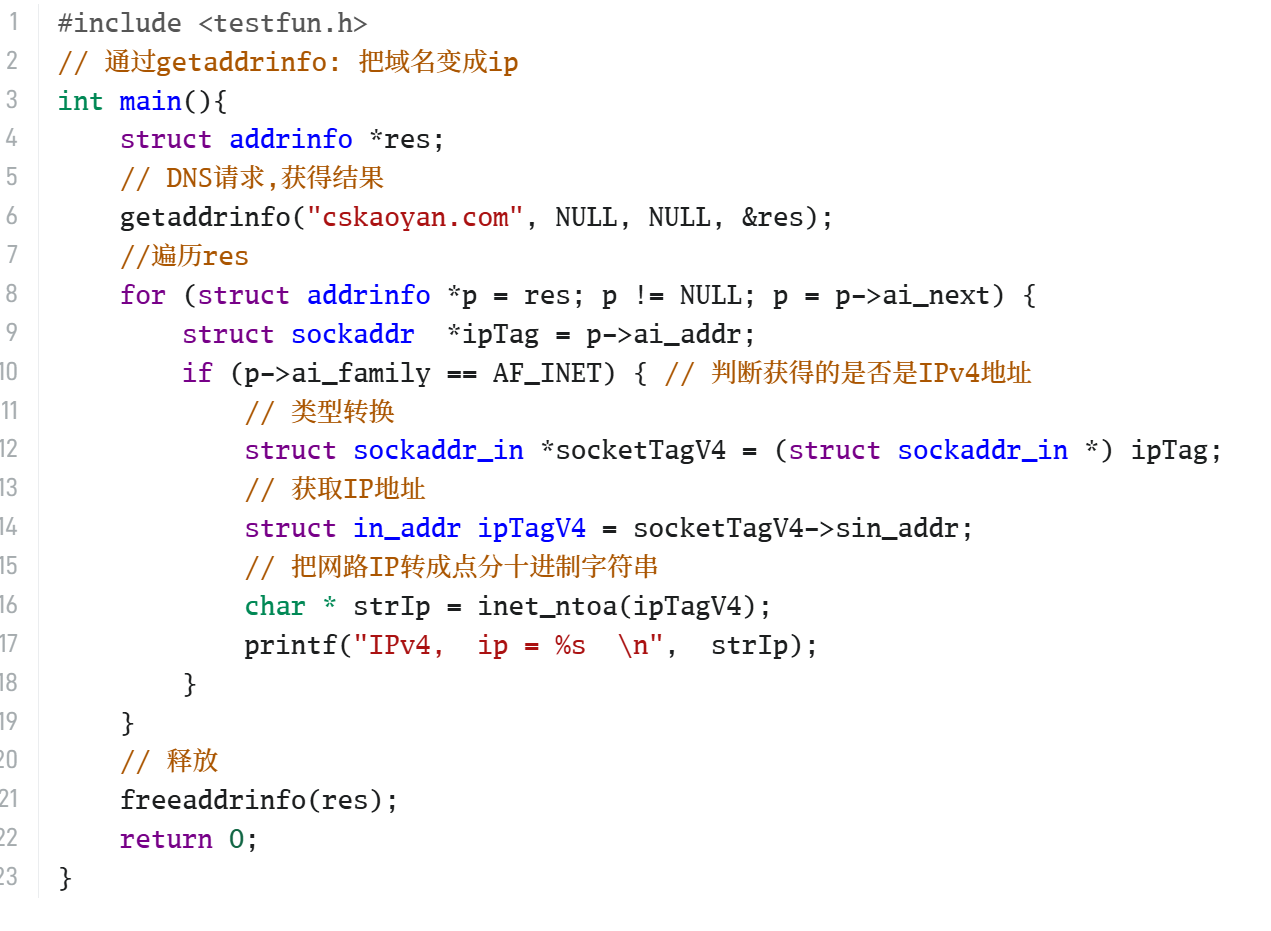 1 #include <testfun.h>
2 // 通过getaddrinfo: 把域名变成ip
3 int main(){
4     struct addrinfo *res;
5     // DNS请求,获得结果
6     getaddrinfo("cskaoyan.com", NULL, NULL, &res);
7     //遍历res
8     for (struct addrinfo *p = res; p != NULL; p = p->ai_next) {
9         struct sockaddr  *ipTag = p->ai_addr;
10         if (p->ai_family == AF_INET) { // 判断获得的是否是IPv4地址
11             // 类型转换
12             struct sockaddr_in *socketTagV4 = (struct sockaddr_in *) ipTag;
13             // 获取IP地址
14             struct in_addr ipTagV4 = socketTagV4->sin_addr;
15             // 把网路IP转成点分十进制字符串
16             char * strIp = inet_ntoa(ipTagV4);
17             printf("IPv4,  ip = %s  \n",  strIp);
18         }
19     }
20     // 释放
21     freeaddrinfo(res);
22     return 0;
23 }